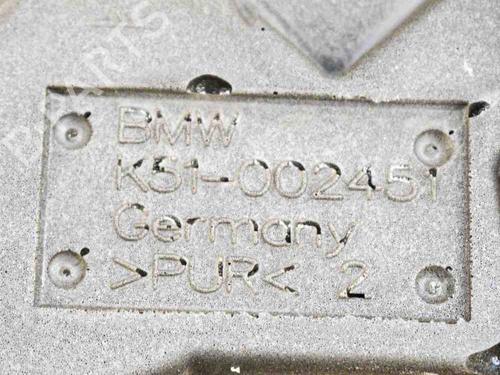 BMW
K51-002451
Germany
>PUR< 2